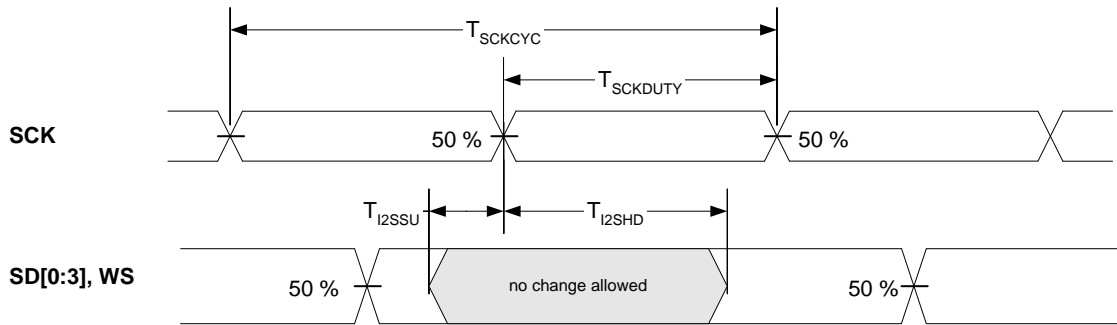 T_SCKCYC
T_SCKDUTY
SCK
50 %
50 %
T_I2SSU
T_I2SHD
SD[0:3], WS
50 %
no change allowed
50 %